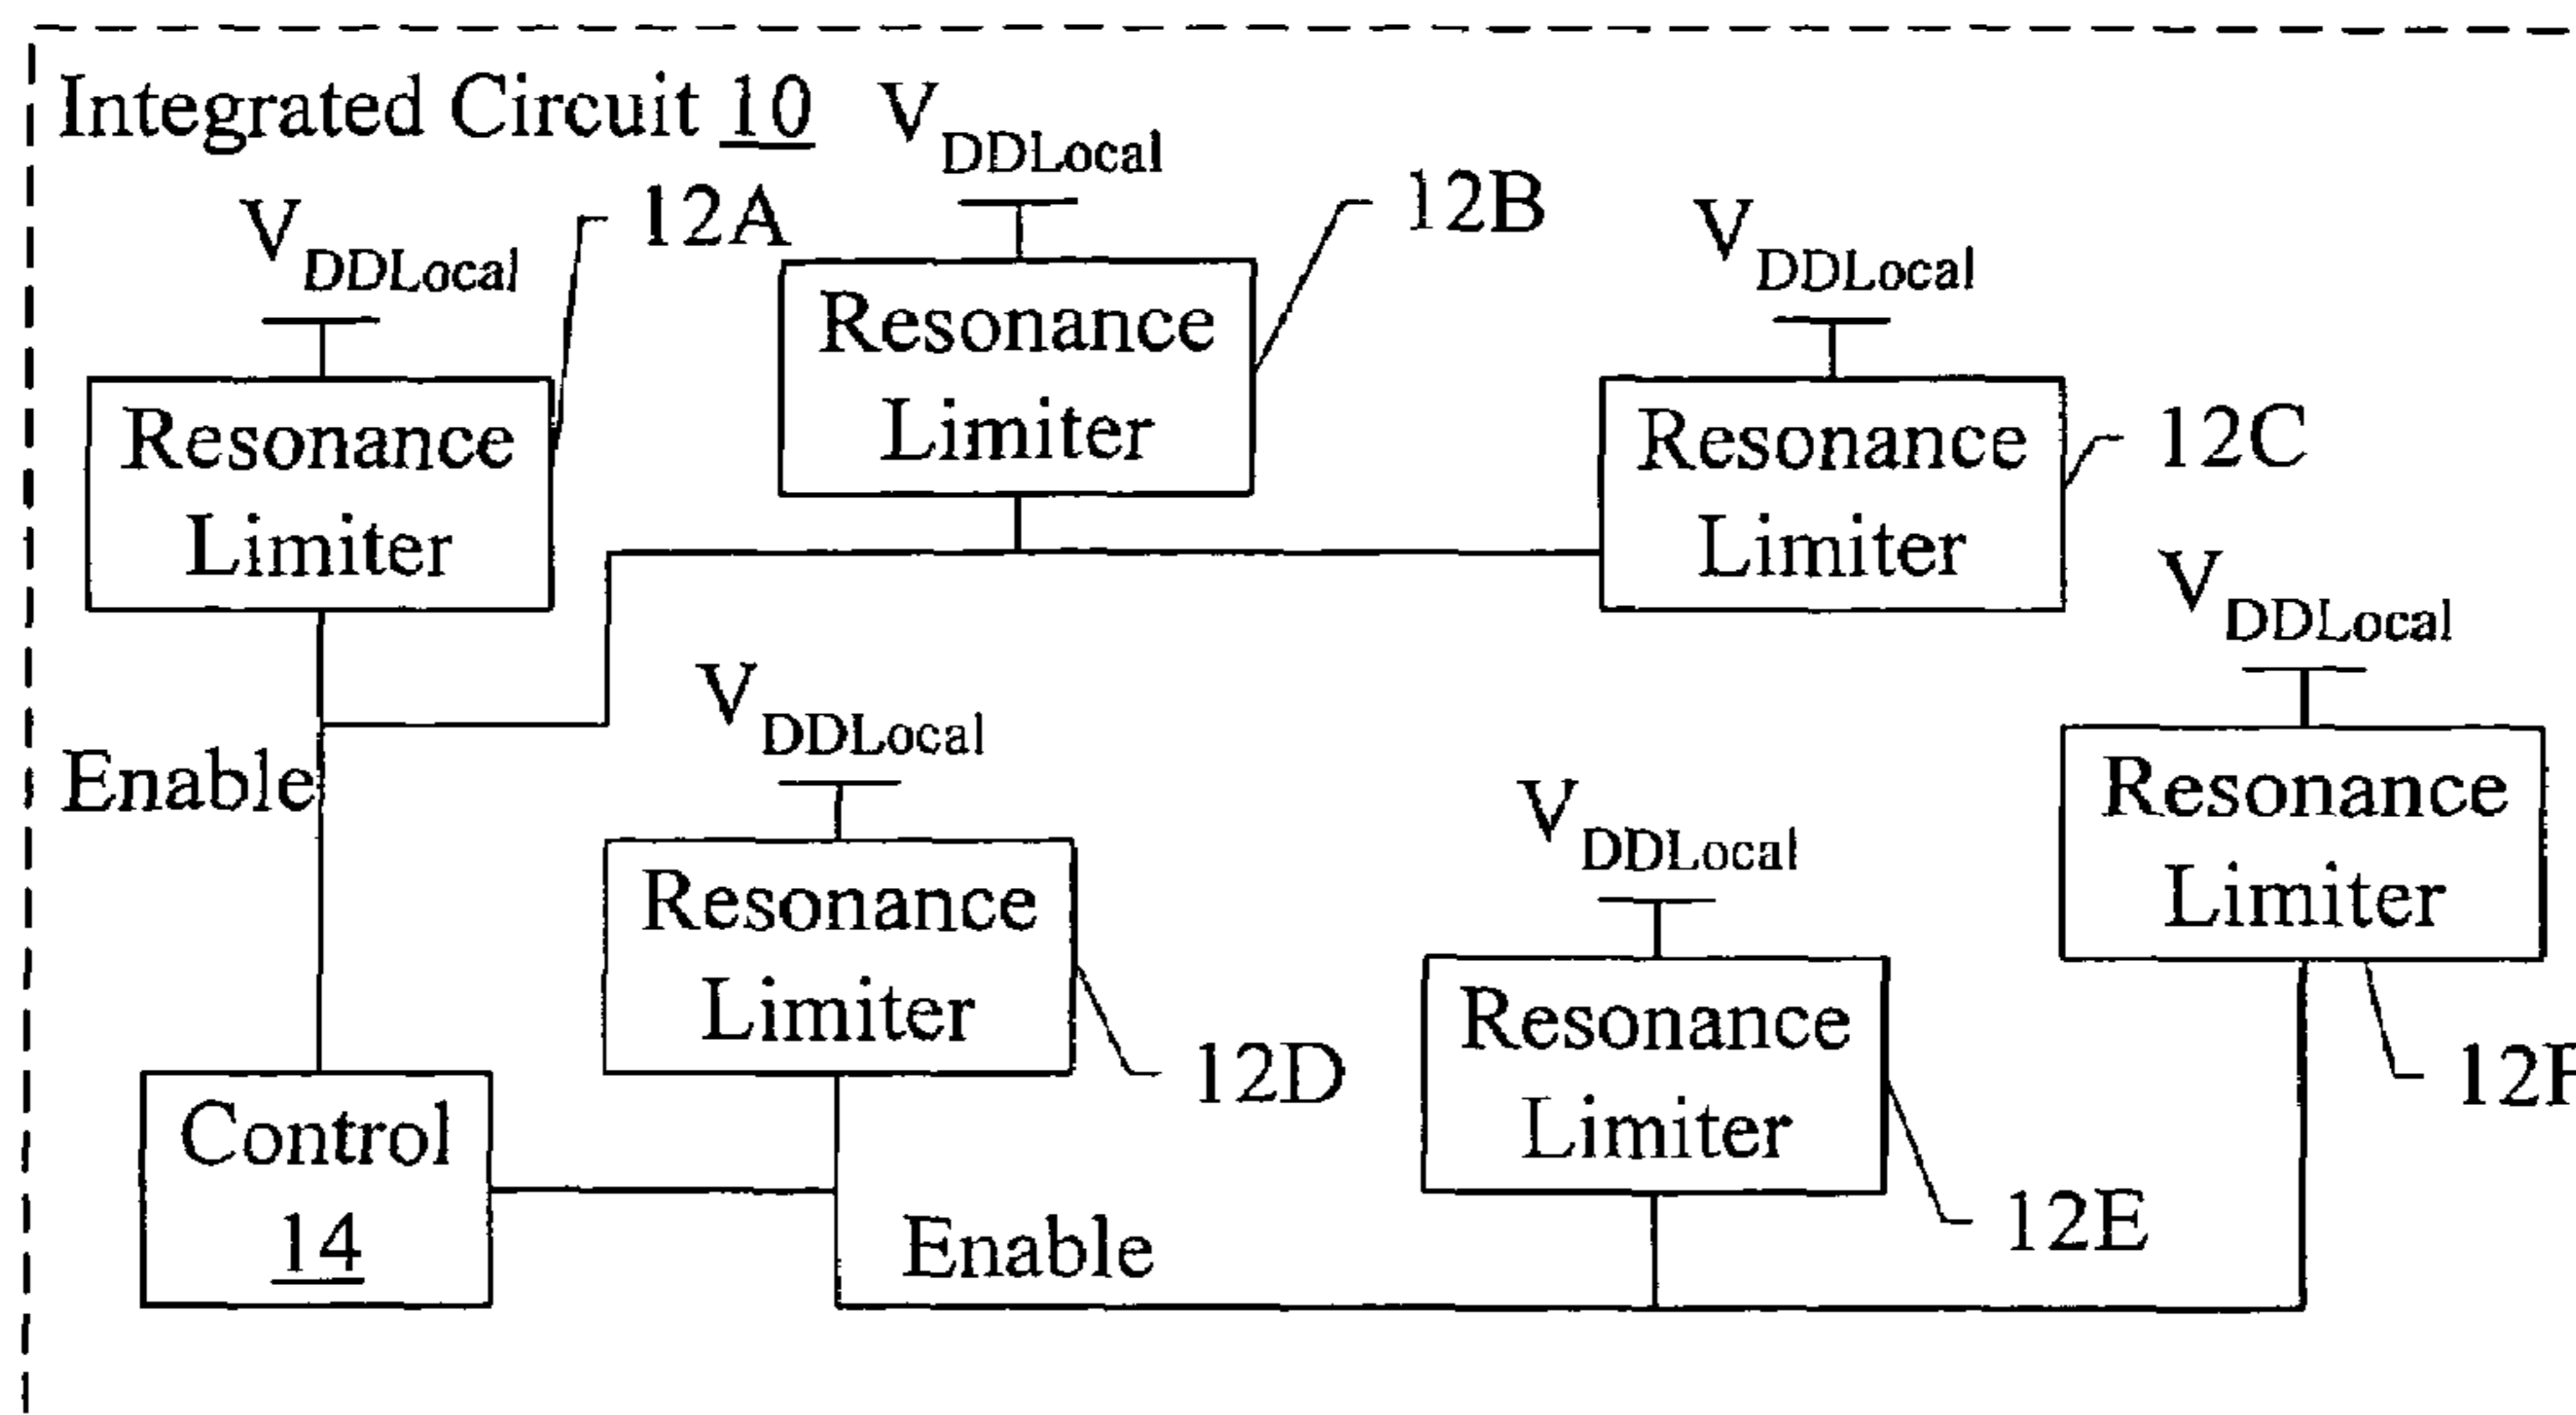 Integrated Circuit 10
VDDLocal
12A
VDDLocal
12B
VDDLocal
12C
Resonance
Limiter
Resonance
Limiter
Resonance
Limiter
VDDLocal
Enable
VDDLocal
VDDLocal
Resonance
Limiter
Resonance
Limiter
Resonance
Limiter
12D
12E
Control
14
Enable